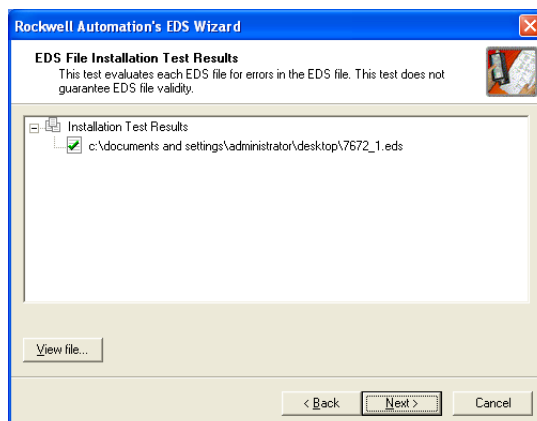 Rockwell Automation's EDS Wizard
EDS File Installation Test Results
This test evaluates each EDS file for errors in the EDS file. This test does not
guarantee EDS file validity.
Installation Test Results
c:\documents and settings\administrator\desktop\7672_1.eds
View file...
< Back
Next >
Cancel